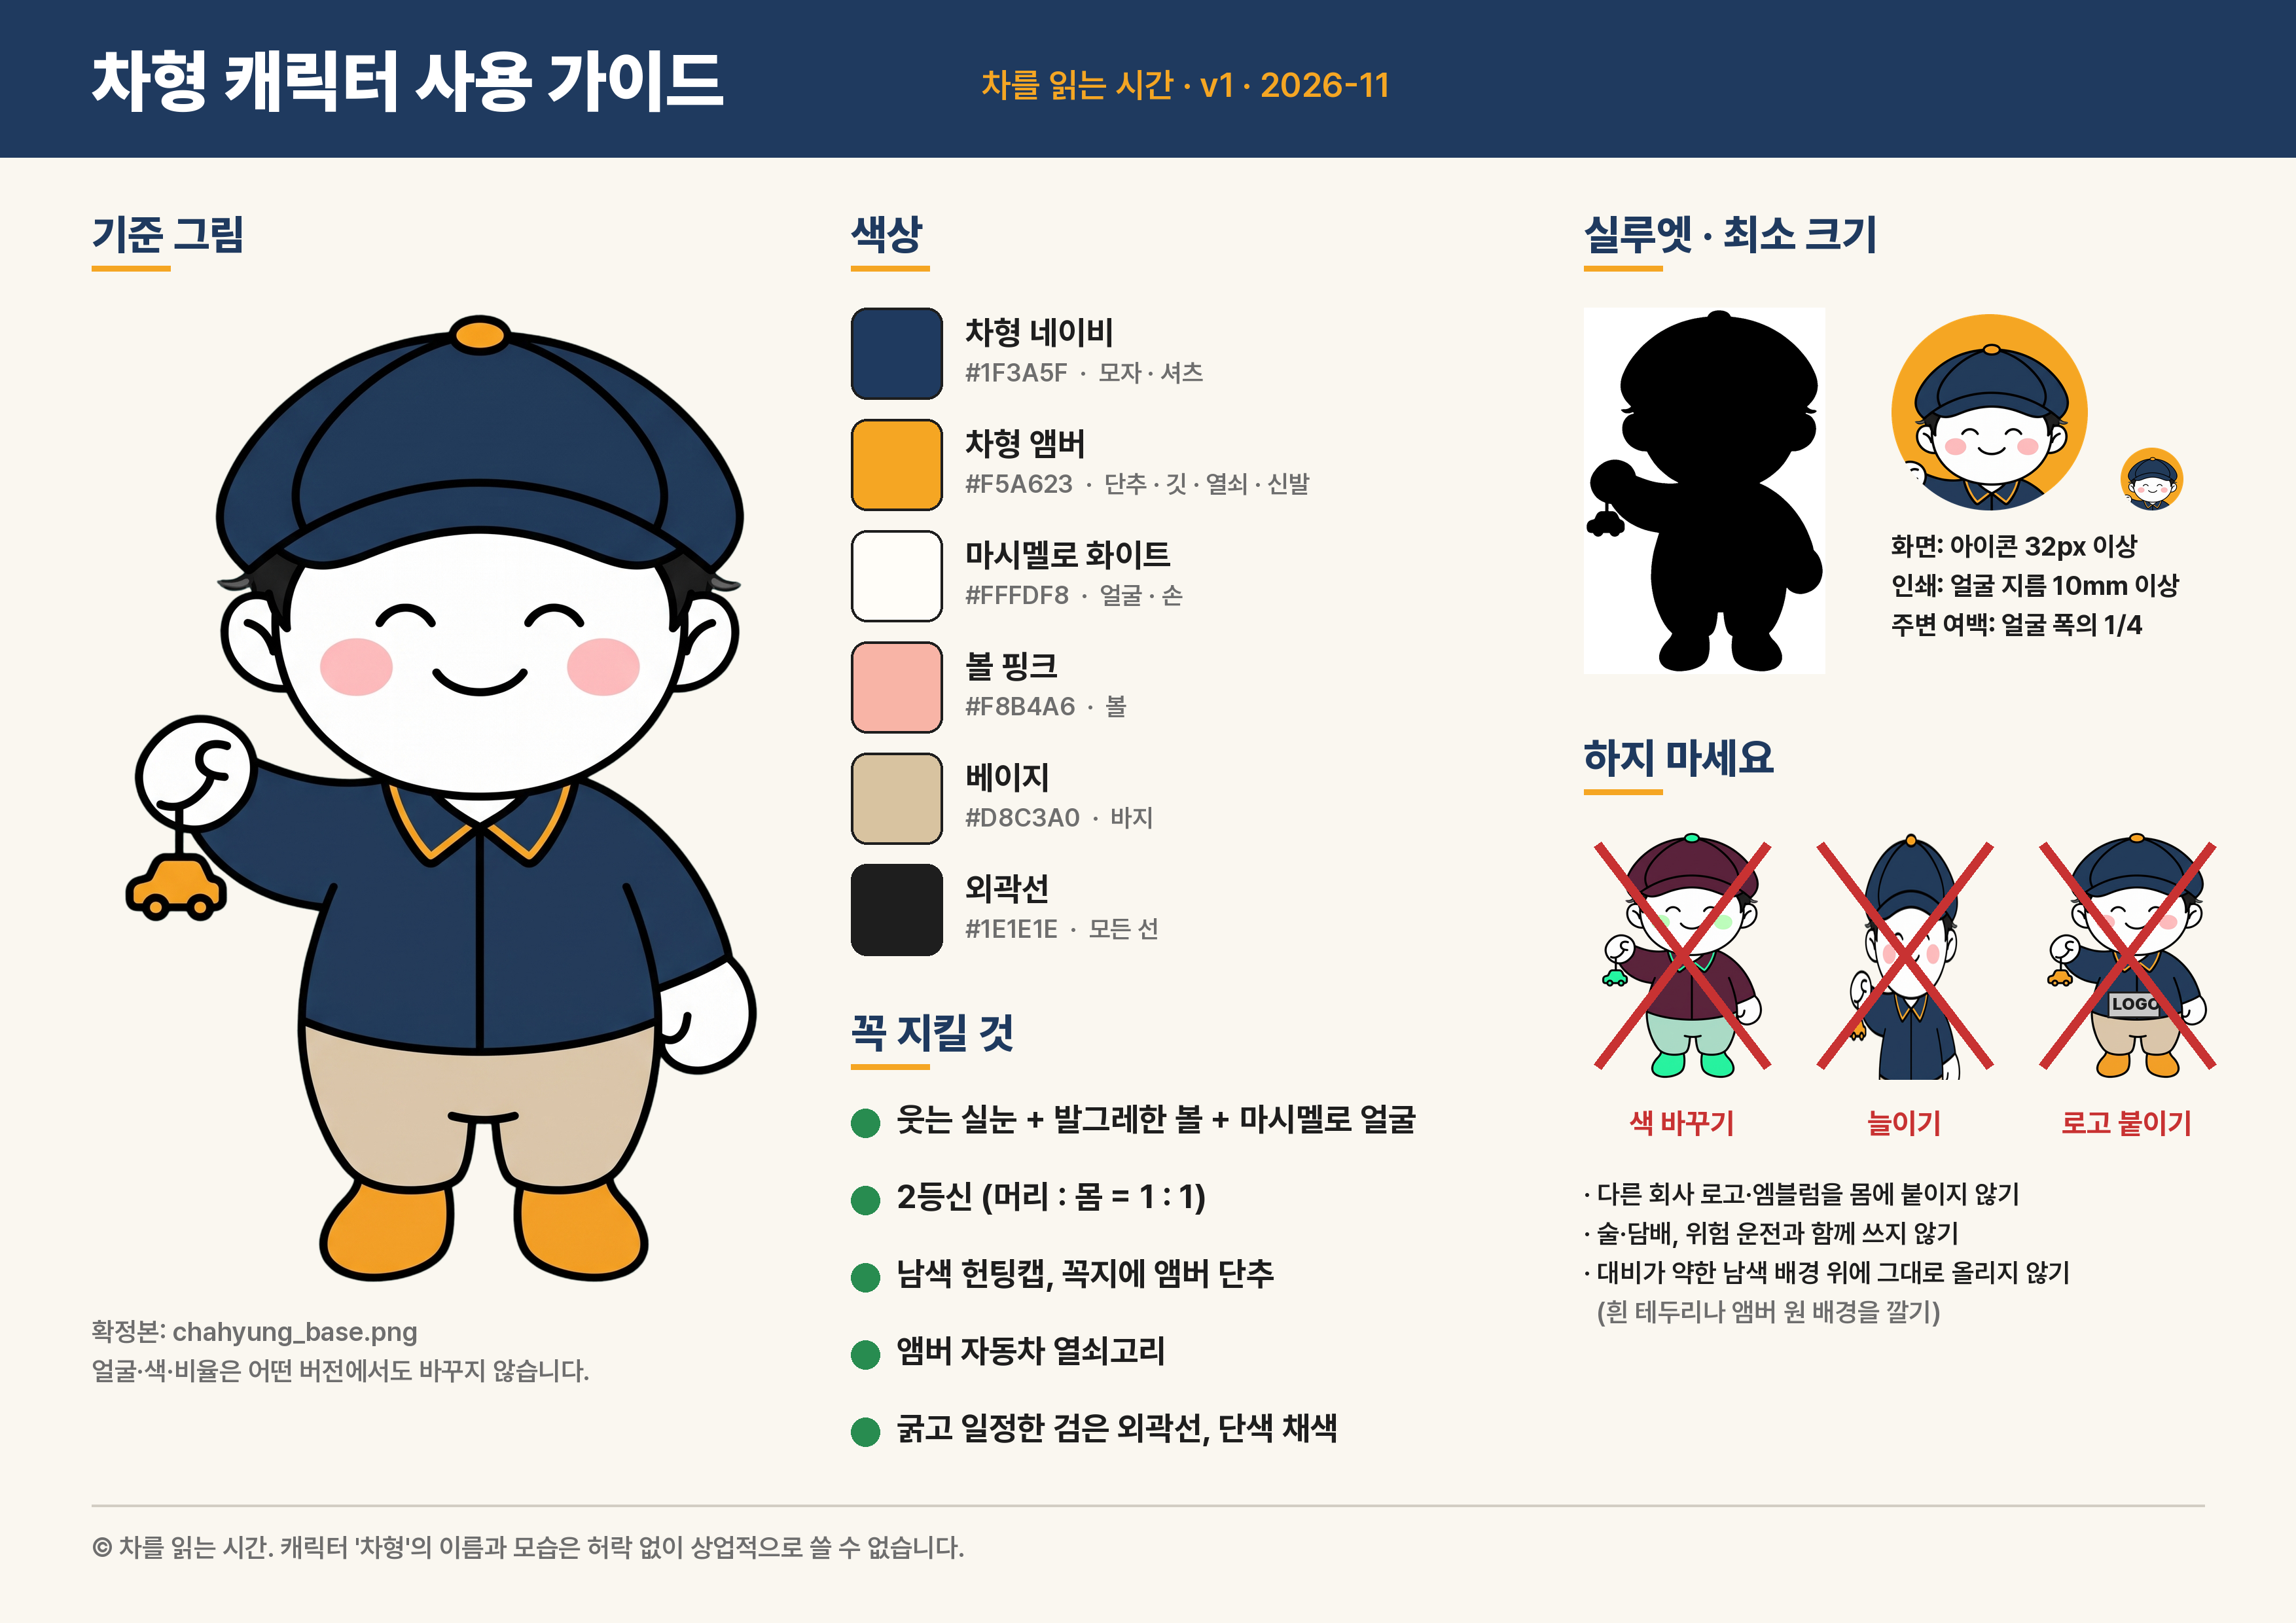 차형 캐릭터 사용 가이드
차를 읽는 시간 · v1 · 2026-11
기준 그림
확정본: chahyung_base.png
얼굴·색·비율은 어떤 버전에서도 바꾸지 않습니다.
색상
차형 네이비
#1F3A5F · 모자 · 셔츠
차형 앰버
#F5A623 · 단추 · 깃 · 열쇠 · 신발
마시멜로 화이트
#FFFDF8 · 얼굴 · 손
볼 핑크
#F8B4A6 · 볼
베이지
#D8C3A0 · 바지
외곽선
#1E1E1E · 모든 선
꼭 지킬 것
웃는 실눈 + 발그레한 볼 + 마시멜로 얼굴
2등신 (머리 : 몸 = 1 : 1)
남색 헌팅캡, 꼭지에 앰버 단추
앰버 자동차 열쇠고리
굵고 일정한 검은 외곽선, 단색 채색
실루엣 · 최소 크기
화면: 아이콘 32px 이상
인쇄: 얼굴 지름 10mm 이상
주변 여백: 얼굴 폭의 1/4
하지 마세요
LOGO
색 바꾸기
늘이기
로고 붙이기
· 다른 회사 로고·엠블럼을 몸에 붙이지 않기
· 술·담배, 위험 운전과 함께 쓰지 않기
· 대비가 약한 남색 배경 위에 그대로 올리지 않기
(흰 테두리나 앰버 원 배경을 깔기)
© 차를 읽는 시간. 캐릭터 '차형'의 이름과 모습은 허락 없이 상업적으로 쓸 수 없습니다.